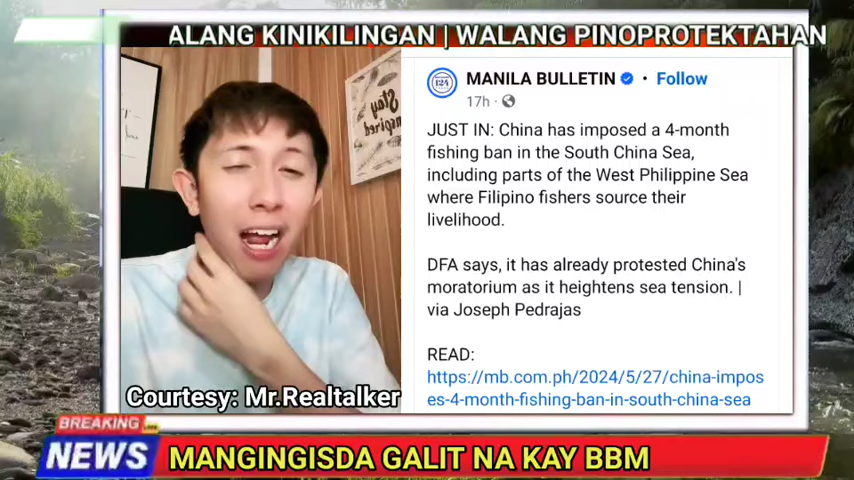 ALANG KINIKILINGAN | WALANG PINOPROTEKTAHAN
Stay
inspired
MANILA BULLETIN • Follow
17h ·
JUST IN: China has imposed a 4-month
fishing ban in the South China Sea,
including parts of the West Philippine Sea
where Filipino fishers source their
livelihood.
DFA says, it has already protested China's
moratorium as it heightens sea tension. |
via Joseph Pedrajas
READ:
https://mb.com.ph/2024/5/27/china-impos
es-4-month-fishing-ban-in-south-china-sea
Courtesy: Mr.Realtalker
BREAKING LIVE
NEWS
MANGINGISDA GALIT NA KAY BBM